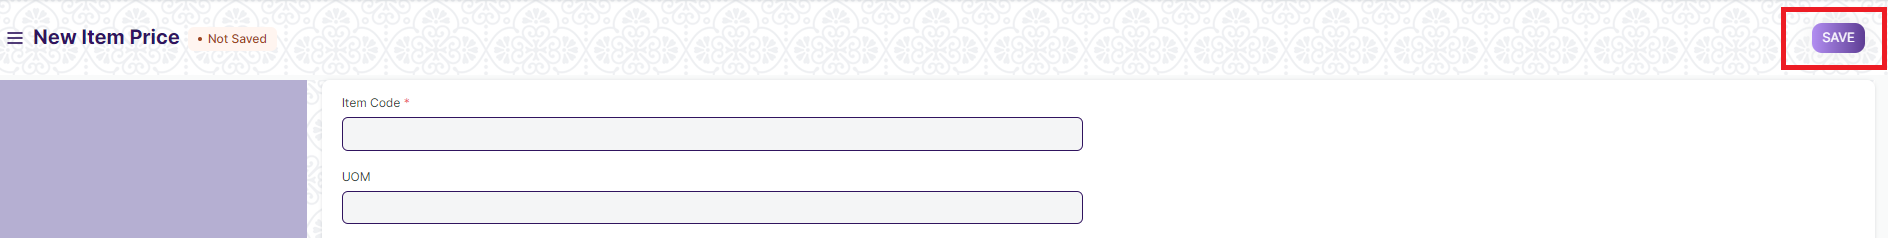 New Item Price • Not Saved
SAVE
Item Code *
UOM